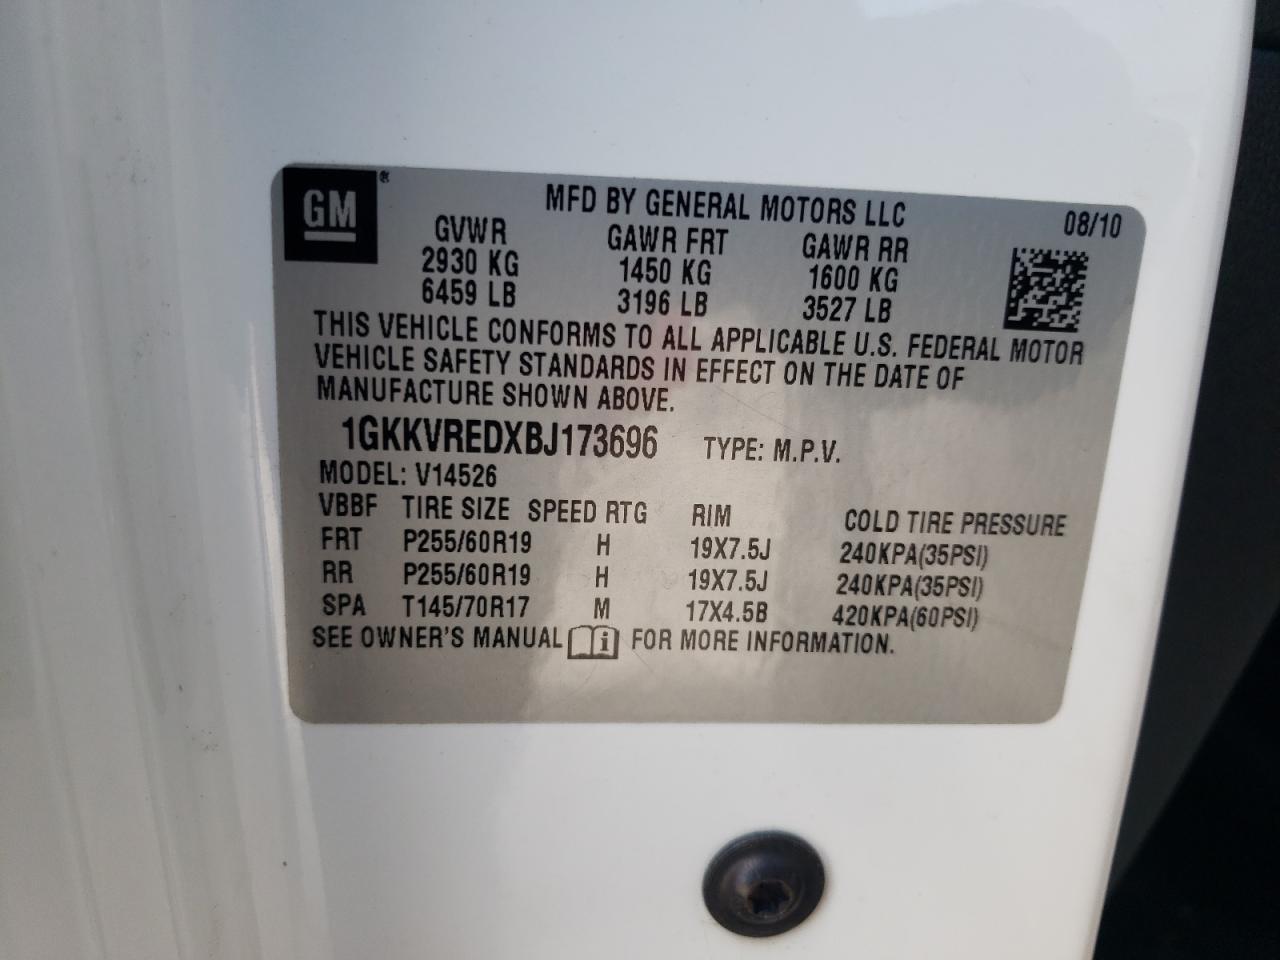 GM®
MFD BY GENERAL MOTORS LLC 08/10
GVWR GAWR FRT GAWR RR
2930 KG 1450 KG 1600 KG
6459 LB 3196 LB 3527 LB
THIS VEHICLE CONFORMS TO ALL APPLICABLE U.S. FEDERAL MOTOR
VEHICLE SAFETY STANDARDS IN EFFECT ON THE DATE OF
MANUFACTURE SHOWN ABOVE.
1GKKVREDXBJ173696 TYPE: M.P.V.
MODEL: V14526
VBBF TIRE SIZE SPEED RTG RIM COLD TIRE PRESSURE
FRT P255/60R19 H 19X7.5J 240KPA(35PSI)
RR P255/60R19 H 19X7.5J 240KPA(35PSI)
SPA T145/70R17 M 17X4.5B 420KPA(60PSI)
SEE OWNER'S MANUAL i FOR MORE INFORMATION.